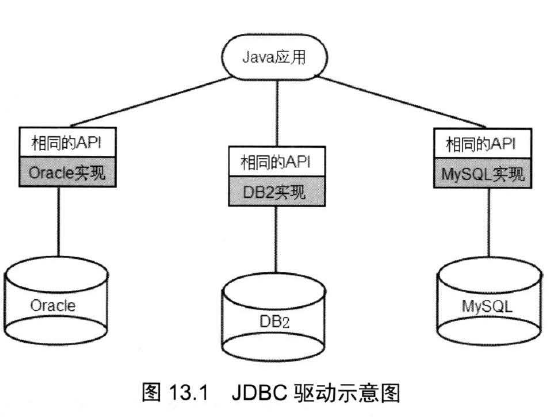 Java应用
相同的API
Oracle实现
相同的API
DB2实现
相同的API
MySQL实现
Oracle
DB2
MySQL
图 13.1 JDBC 驱动示意图